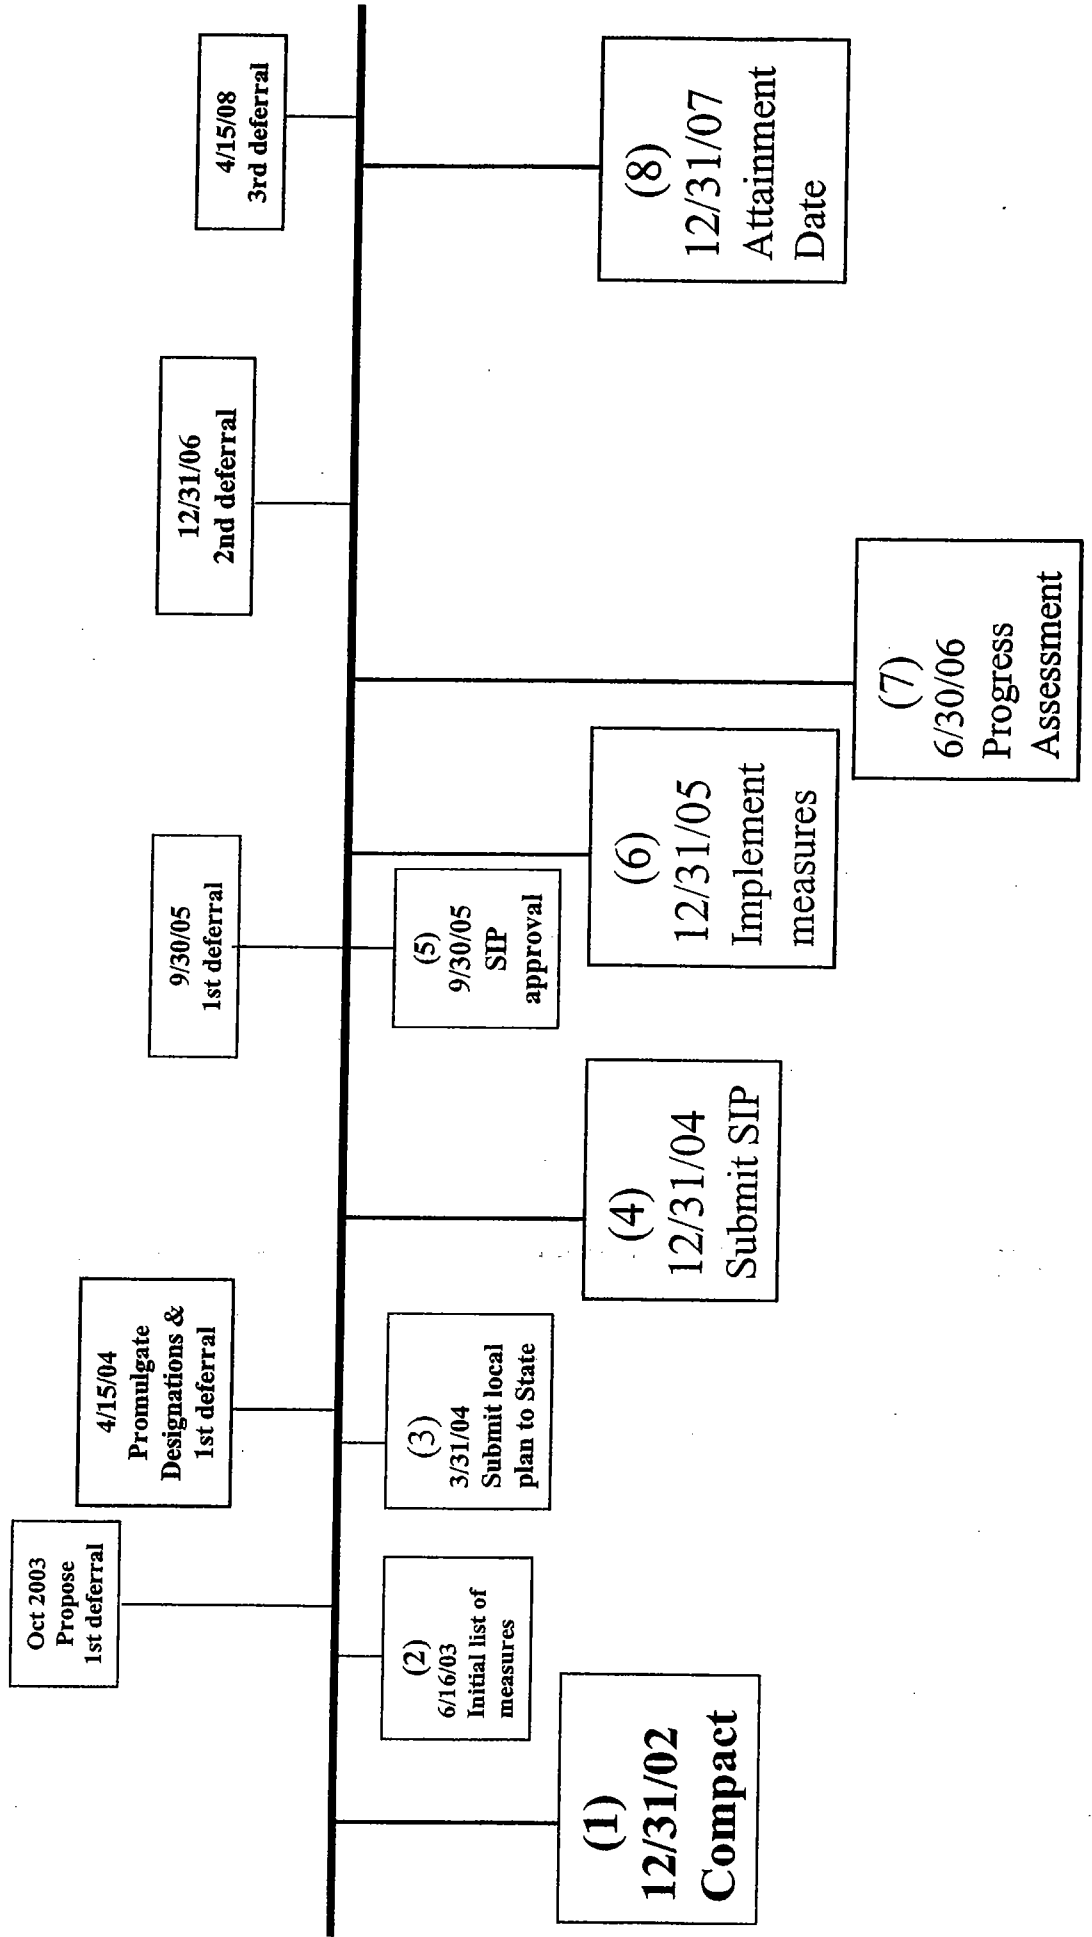 Oct 2003
Propose
1st deferral
4/15/04
Promulgate
Designations &
1st deferral
9/30/05
1st deferral
12/31/06
2nd deferral
4/15/08
3rd deferral
(1)
12/31/02
Compact
(2)
6/16/03
Initial list of
measures
(3)
3/31/04
Submit local
plan to State
(4)
12/31/04
Submit SIP
(5)
9/30/05
SIP
approval
(6)
12/31/05
Implement
measures
(7)
6/30/06
Progress
Assessment
(8)
12/31/07
Attainment
Date